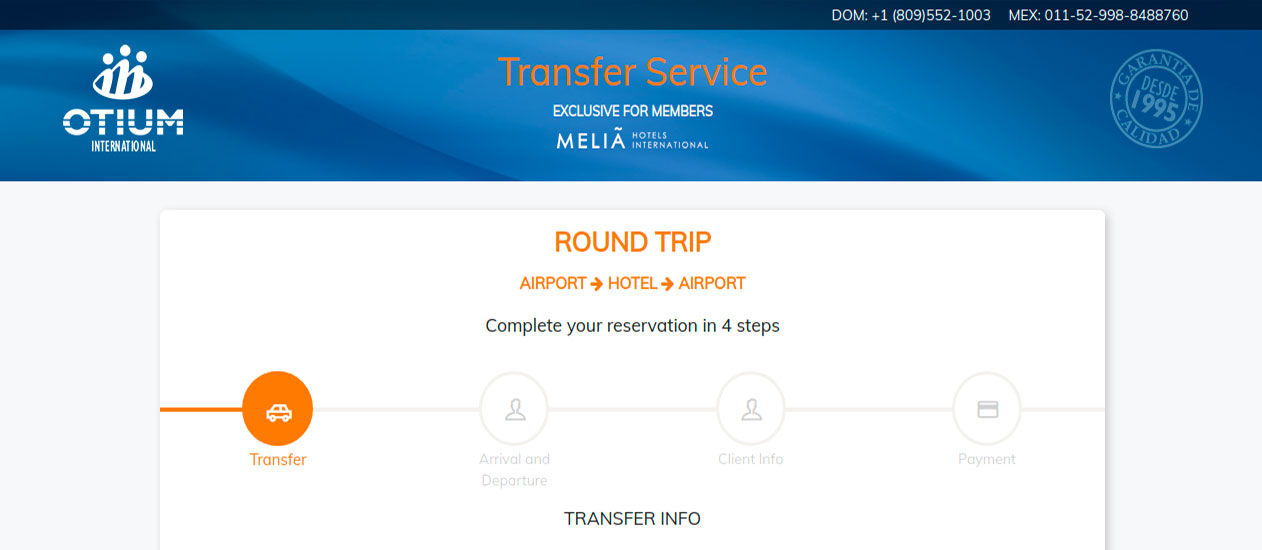 DOM: +1 (809)552-1003 MEX: 011-52-998-8488760
OTIUM
INTERNATIONAL
Transfer Service
EXCLUSIVE FOR MEMBERS
MELIÃ HOTELS
INTERNATIONAL
GARANTIA DE
DESDE
1995
CALIDAD
ROUND TRIP
AIRPORT → HOTEL → AIRPORT
Complete your reservation in 4 steps
Transfer
Arrival and
Departure
Client Info
Payment
TRANSFER INFO